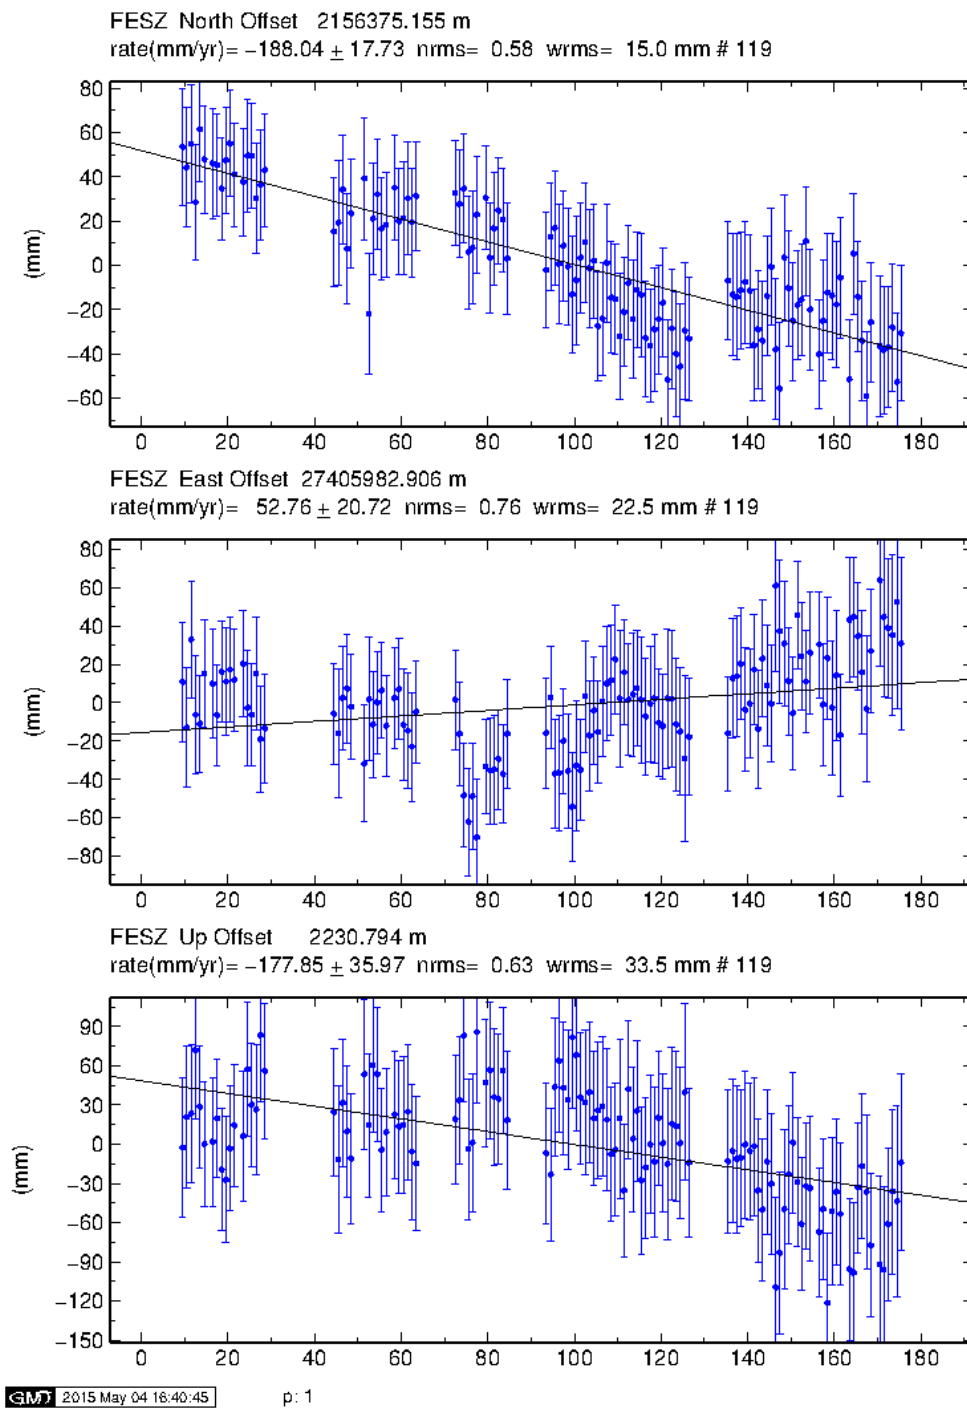 FESZ North Offset 2156375.155 m
rate(mm/yr)= −188.04 ± 17.73 nrms= 0.58 wrms= 15.0 mm # 119
80
60
40
20
0
−20
−40
−60
(mm)
0 20 40 60 80 100 120 140 160 180
FESZ East Offset 27405982.906 m
rate(mm/yr)= 52.76 ± 20.72 nrms= 0.76 wrms= 22.5 mm # 119
80
60
40
20
0
−20
−40
−60
−80
(mm)
0 20 40 60 80 100 120 140 160 180
FESZ Up Offset 2230.794 m
rate(mm/yr)= −177.85 ± 35.97 nrms= 0.63 wrms= 33.5 mm # 119
90
60
30
0
−30
−60
−90
−120
−150
(mm)
0 20 40 60 80 100 120 140 160 180
GMT 2015 May 04 16:40:45 p: 1